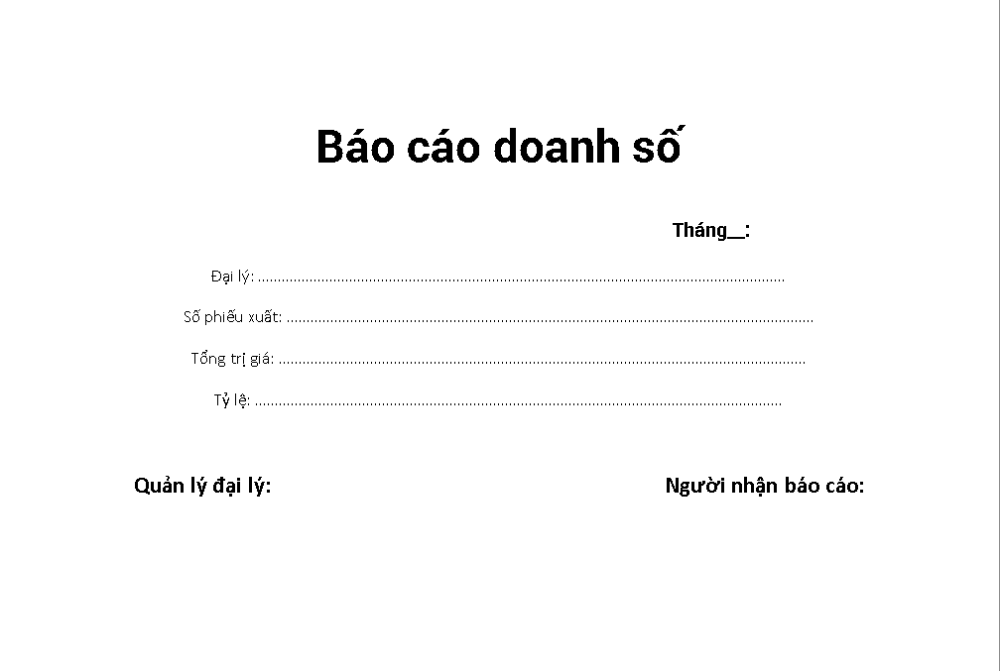 Báo cáo doanh số
Tháng__:
Đại lý: .....................................................................................................................................
Số phiếu xuất: .....................................................................................................................................
Tổng trị giá: .....................................................................................................................................
Tỷ lệ: .....................................................................................................................................
Quản lý đại lý: Người nhận báo cáo: